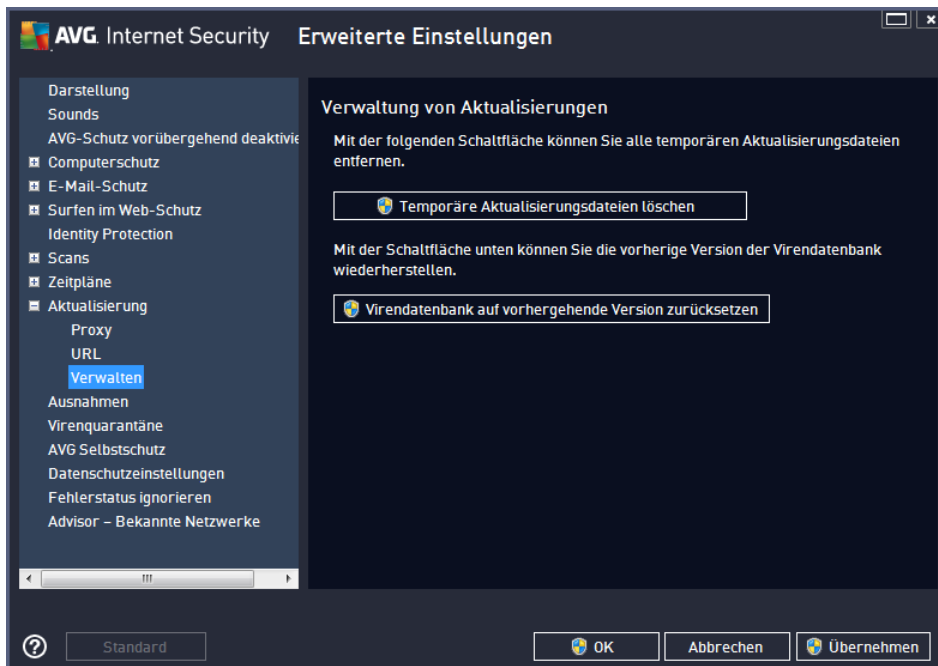 AVG. Internet Security Erweiterte Einstellungen
Darstellung
Sounds
AVG-Schutz vorübergehend deaktivie
Computerschutz
E-Mail-Schutz
Surfen im Web-Schutz
Identity Protection
Scans
Zeitpläne
Aktualisierung
Proxy
URL
Verwalten
Ausnahmen
Virenquarantäne
AVG Selbstschutz
Datenschutzeinstellungen
Fehlerstatus ignorieren
Advisor – Bekannte Netzwerke
Verwaltung von Aktualisierungen
Mit der folgenden Schaltfläche können Sie alle temporären Aktualisierungsdateien
entfernen.
Temporäre Aktualisierungsdateien löschen
Mit der Schaltfläche unten können Sie die vorherige Version der Virendatenbank
wiederherstellen.
Virendatenbank auf vorhergehende Version zurücksetzen
Standard
OK
Abbrechen
Übernehmen